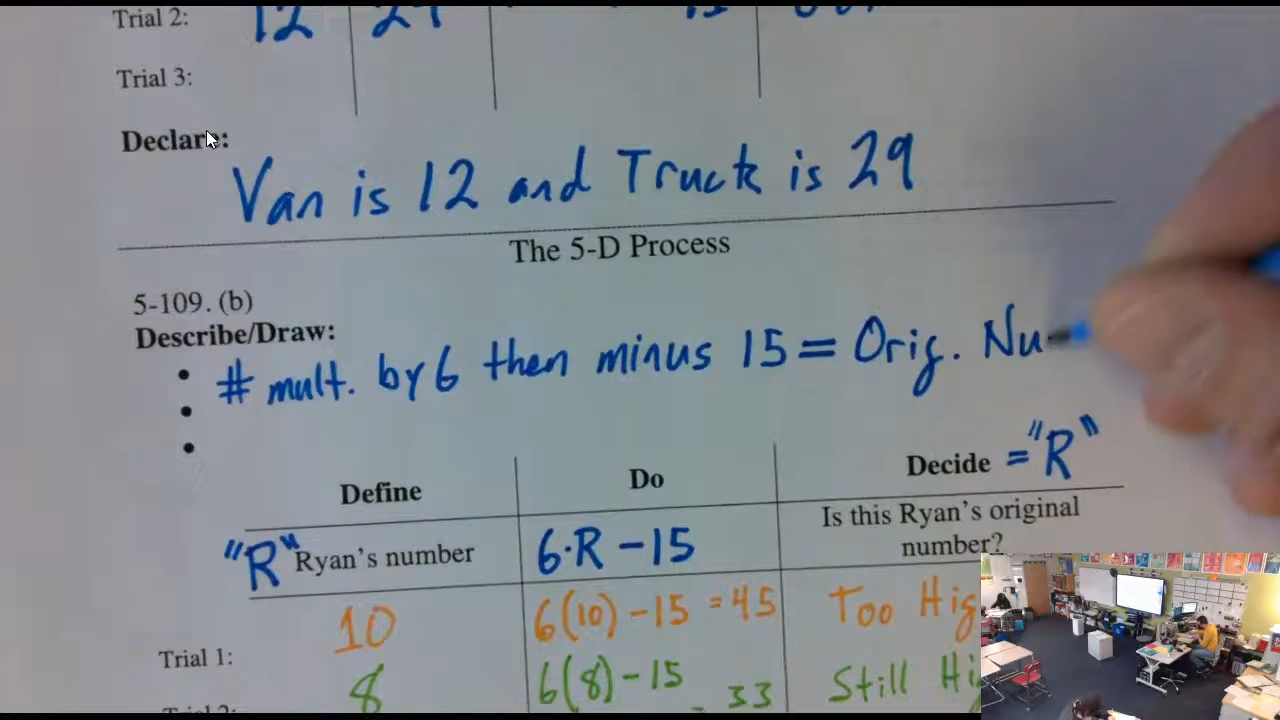 Trial 2: 12 29
Trial 3:
Declare:
Van is 12 and Truck is 29
The 5-D Process
5-109. (b)
Describe/Draw:
• # mult. by 6 then minus 15 = Orig. Nu
•
•
Define Do Decide = "R"
"R" Ryan's number 6·R - 15 Is this Ryan's original number?
Trial 1: 10 6(10) - 15 = 45 Too Hig
8 6(8) - 15 = 33 Still Hi